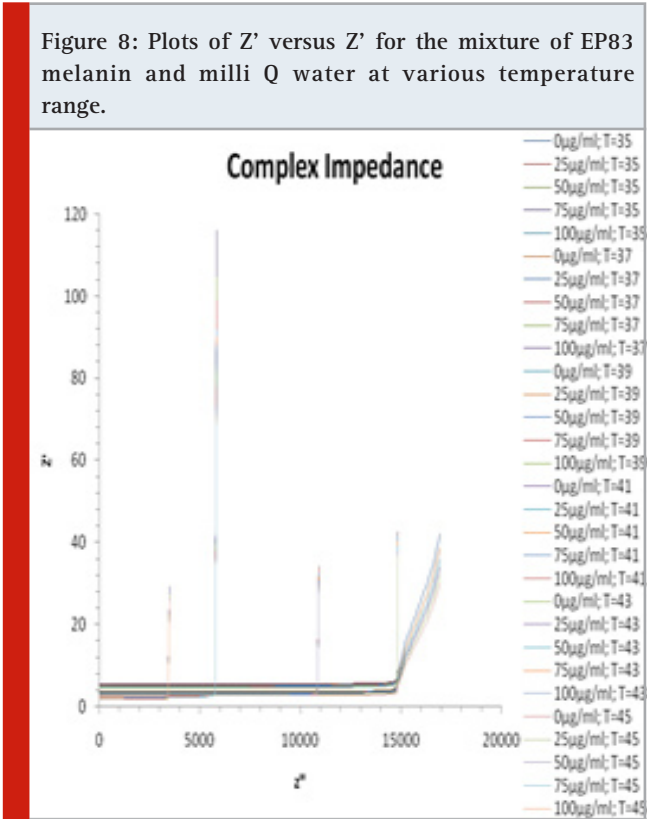 Figure 8: Plots of Z’ versus Z’ for the mixture of EP83
melanin and milli Q water at various temperature
range.
Complex Impedance
120
100
80
60
40
20
0
z'
0 5000 10000 15000 20000
z"
0µg/ml; T=35
25µg/ml; T=35
50µg/ml; T=35
75µg/ml; T=35
100µg/ml; T=35
0µg/ml; T=37
25µg/ml; T=37
50µg/ml; T=37
75µg/ml; T=37
100µg/ml; T=37
0µg/ml; T=39
25µg/ml; T=39
50µg/ml; T=39
75µg/ml; T=39
100µg/ml; T=39
0µg/ml; T=41
25µg/ml; T=41
50µg/ml; T=41
75µg/ml; T=41
100µg/ml; T=41
0µg/ml; T=43
25µg/ml; T=43
50µg/ml; T=43
75µg/ml; T=43
100µg/ml; T=43
0µg/ml; T=45
25µg/ml; T=45
50µg/ml; T=45
75µg/ml; T=45
100µg/ml; T=45